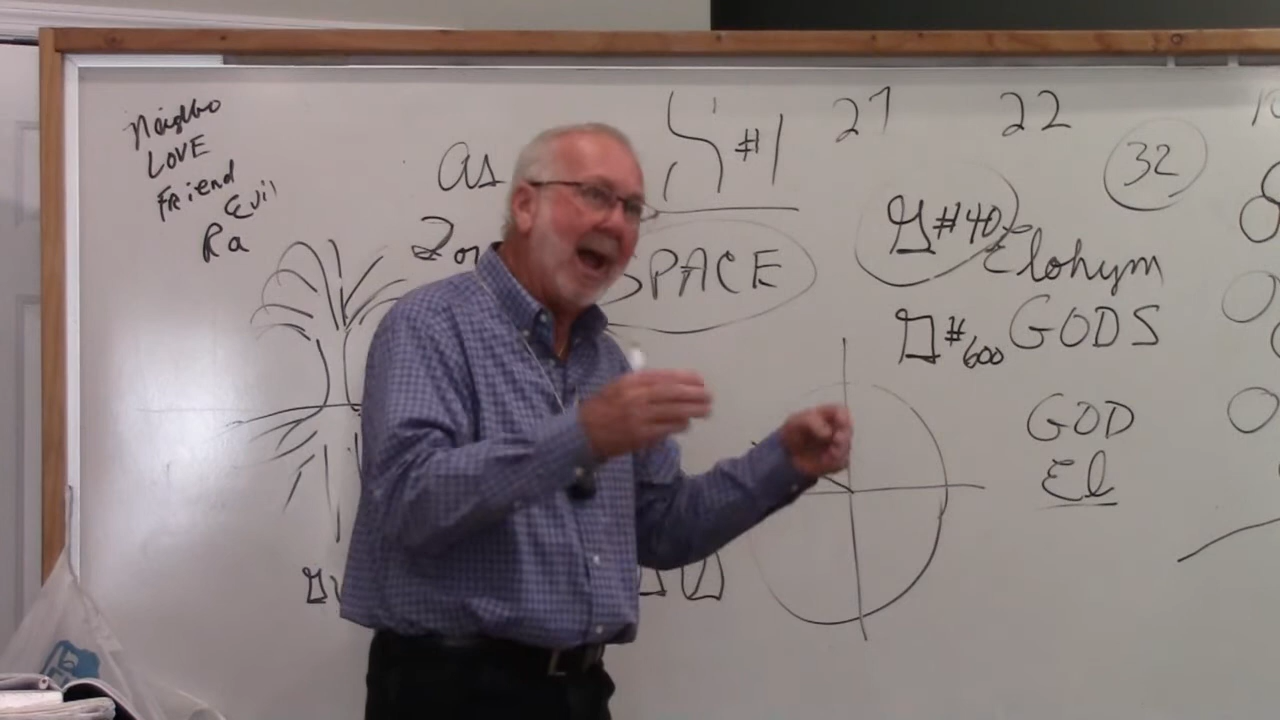 Neighbo
LOVE
Friend
Evil
Ra
as
#1
SPACE
27
22
32
#40
Elohym
#600 GODS
GOD
El